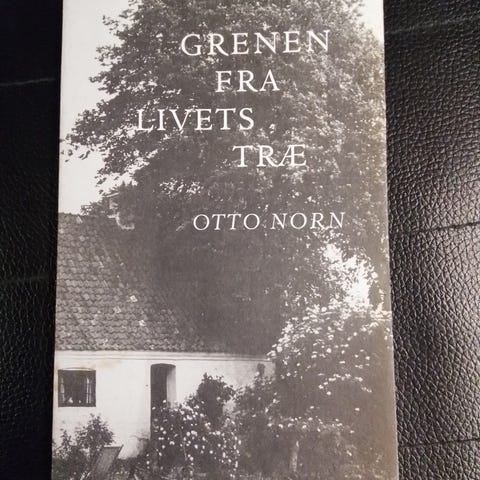 GRENEN
FRA
LIVETS
TRÆ
OTTO NORN